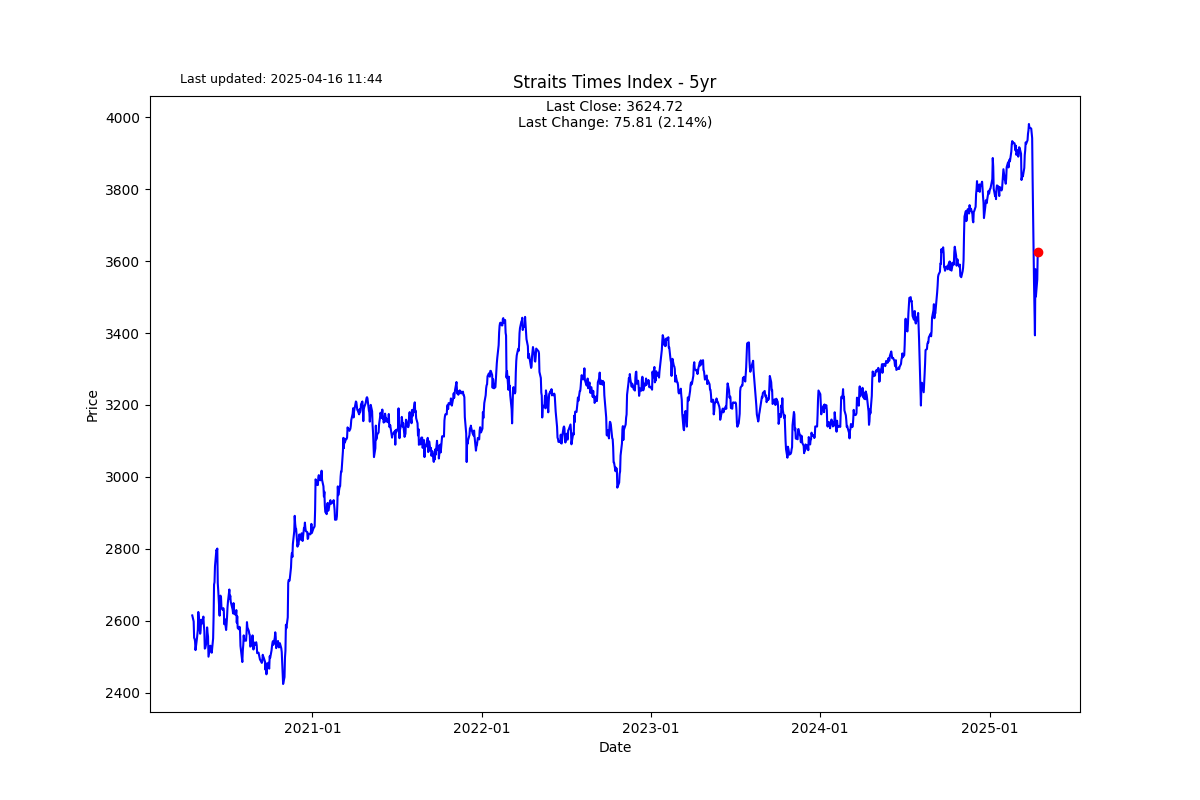 Last updated: 2025-04-16 11:44
Straits Times Index - 5yr
Last Close: 3624.72
Last Change: 75.81 (2.14%)
4000
3800
3600
3400
3200
3000
2800
2600
2400
Price
2021-01
2022-01
2023-01
2024-01
2025-01
Date